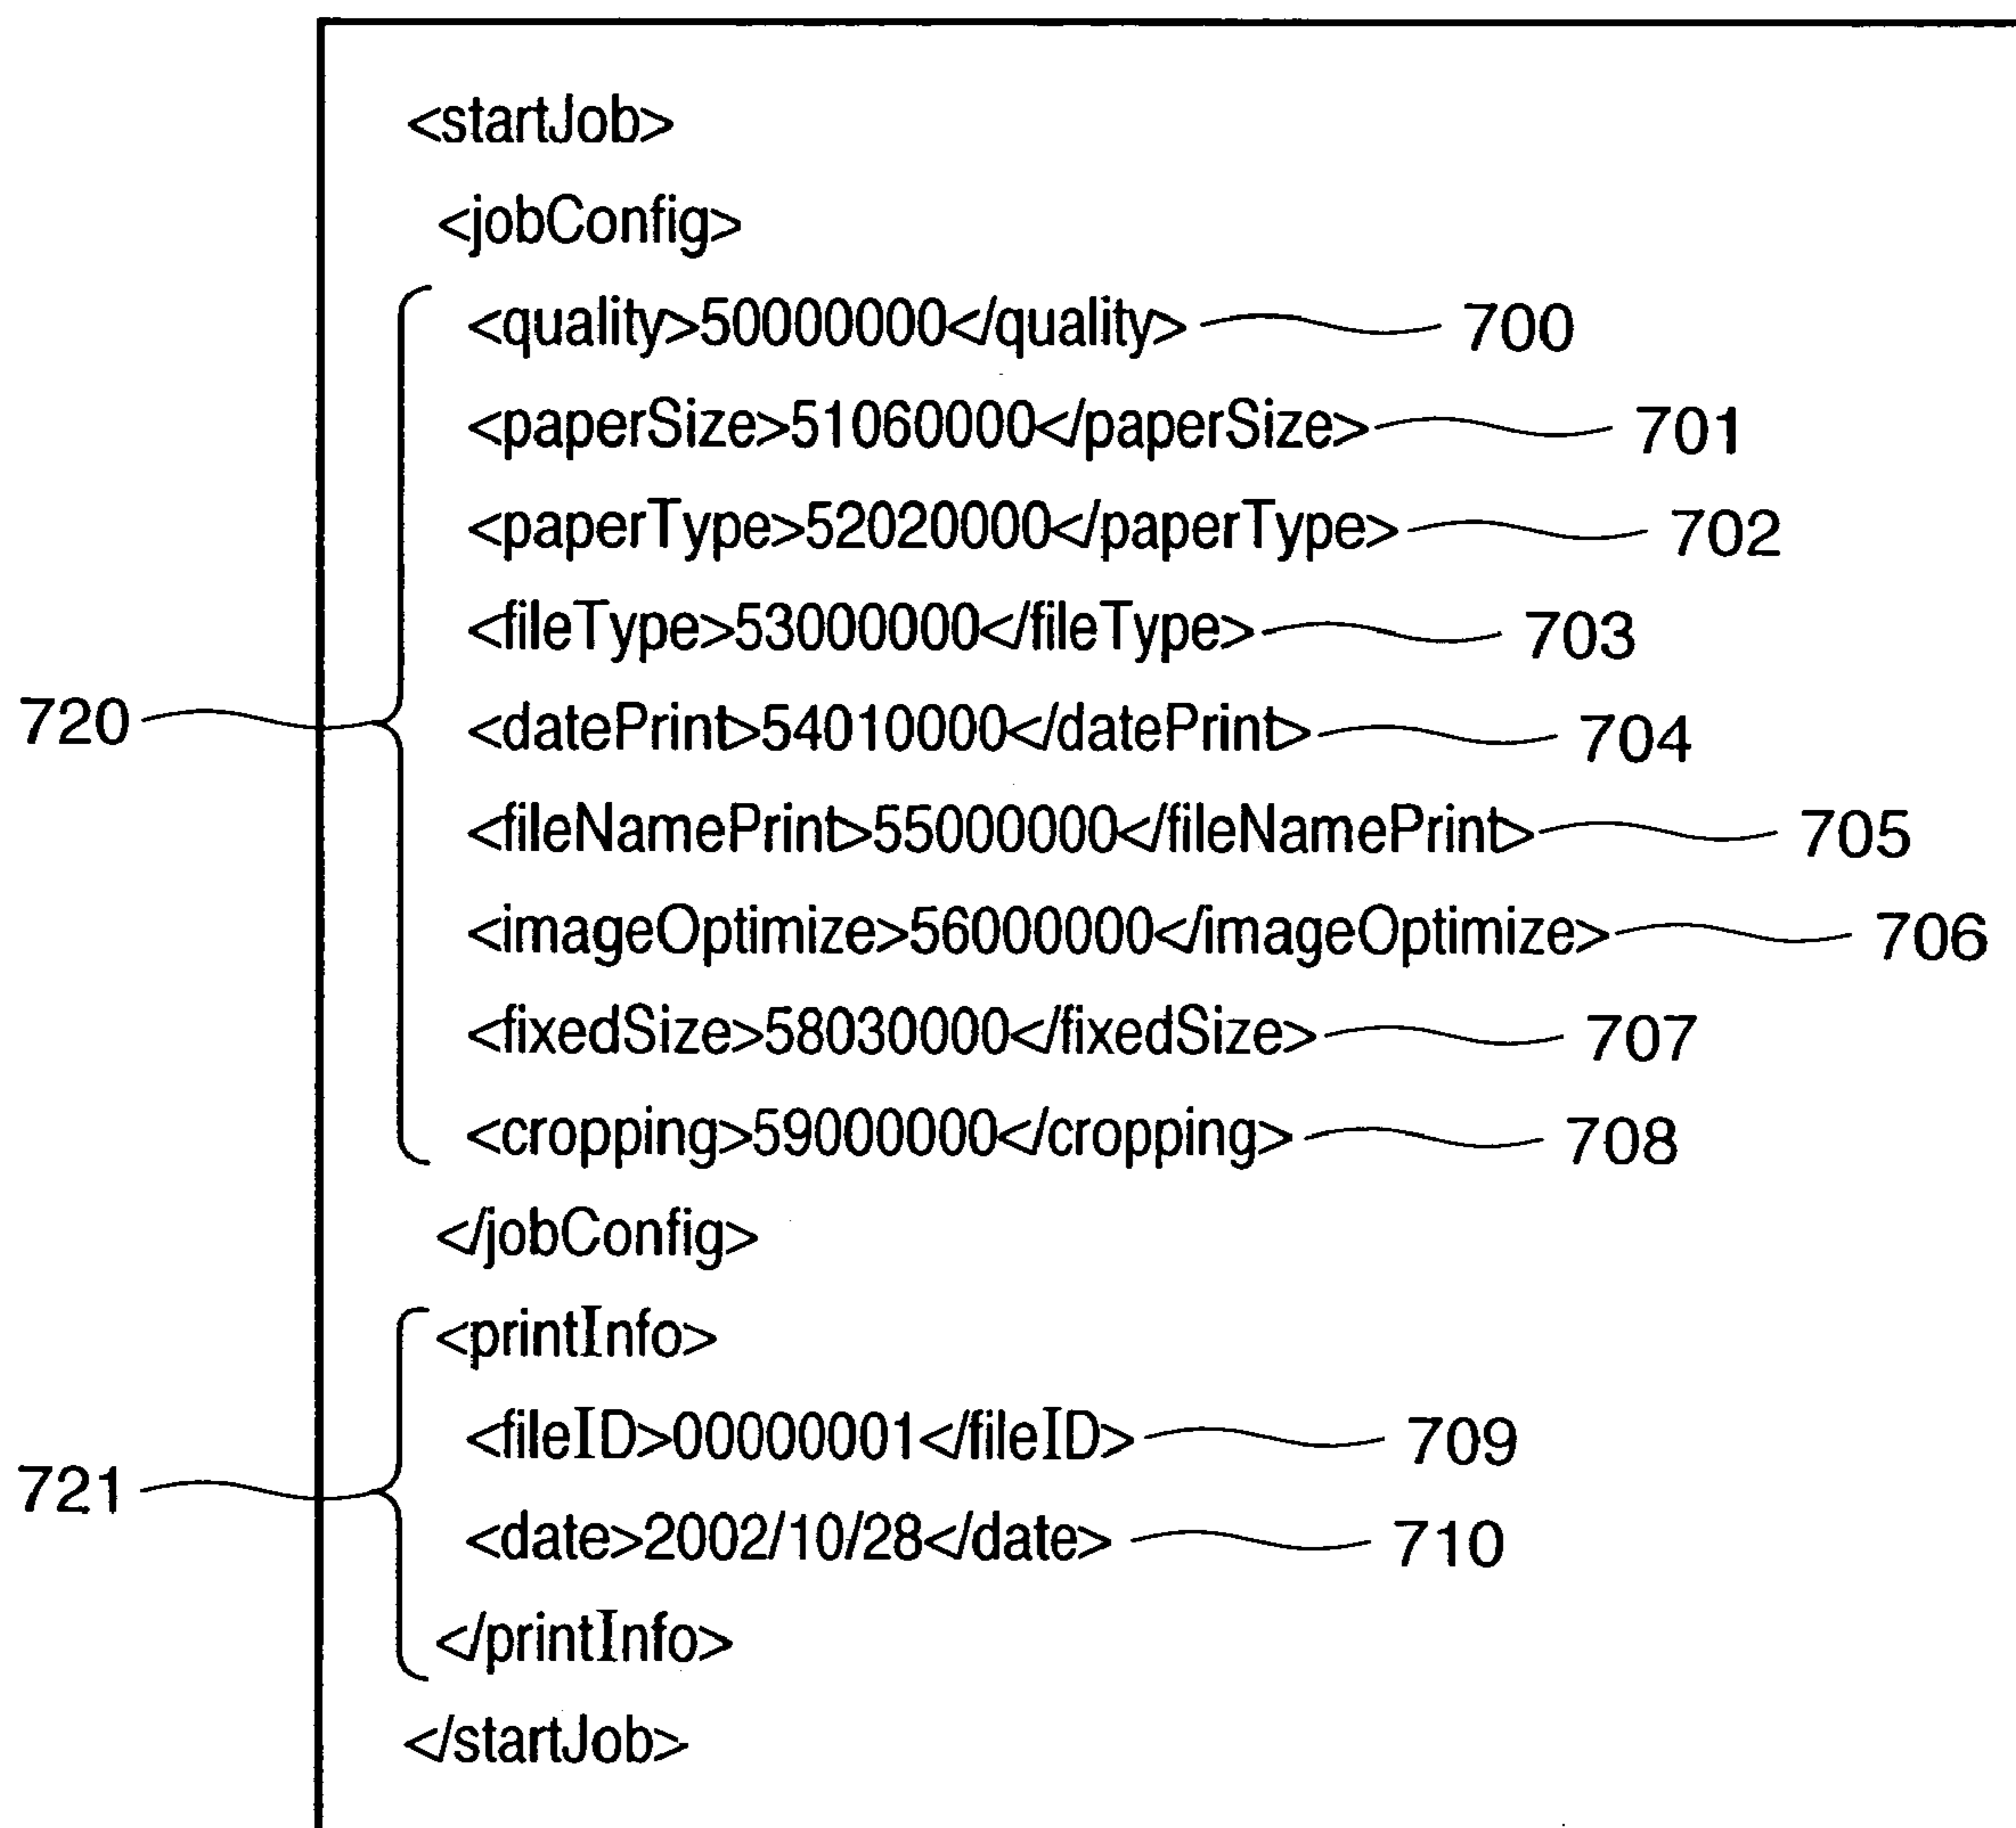 <startJob>
<jobConfig>
<quality>50000000</quality> 700
<paperSize>51060000</paperSize> 701
<paperType>52020000</paperType> 702
<fileType>53000000</fileType> 703
720 <datePrint>54010000</datePrint> 704
<fileNamePrint>55000000</fileNamePrint> 705
<imageOptimize>56000000</imageOptimize> 706
<fixedSize>58030000</fixedSize> 707
<cropping>59000000</cropping> 708
</jobConfig>
<printInfo>
<fileID>00000001</fileID> 709
721 <date>2002/10/28</date> 710
</printInfo>
</startJob>